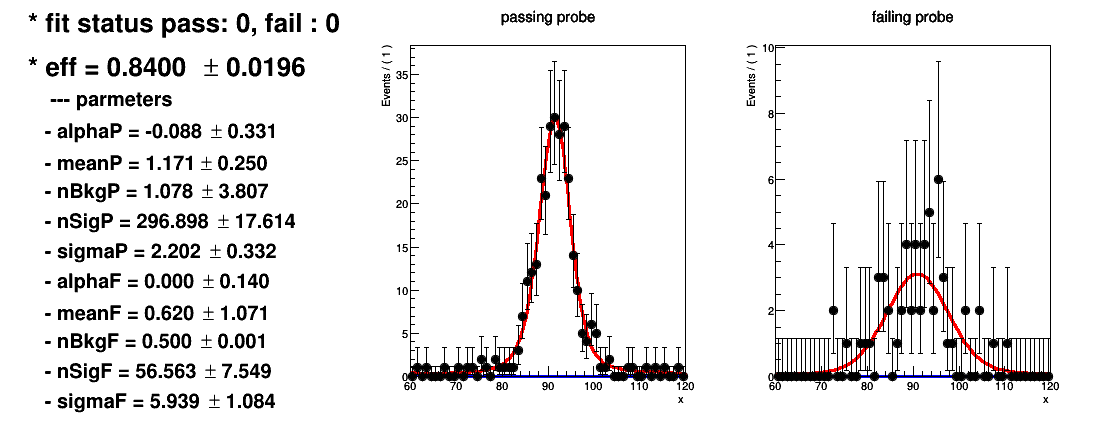 * fit status pass: 0, fail : 0
* eff = 0.8400 ± 0.0196
--- parmeters
- alphaP = -0.088 ± 0.331
- meanP = 1.171 ± 0.250
- nBkgP = 1.078 ± 3.807
- nSigP = 296.898 ± 17.614
- sigmaP = 2.202 ± 0.332
- alphaF = 0.000 ± 0.140
- meanF = 0.620 ± 1.071
- nBkgF = 0.500 ± 0.001
- nSigF = 56.563 ± 7.549
- sigmaF = 5.939 ± 1.084
passing probe
Events / ( 1 )
35
30
25
20
15
10
5
0
60 70 80 90 100 110 120
x
failing probe
Events / ( 1 )
10
8
6
4
2
0
60 70 80 90 100 110 120
x